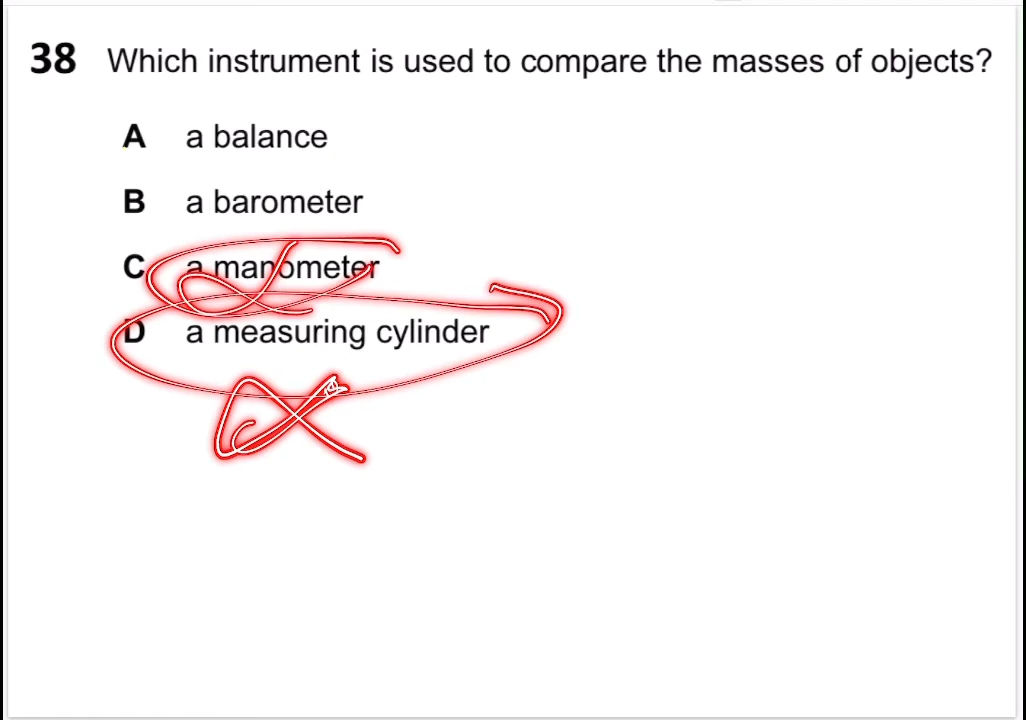 38 Which instrument is used to compare the masses of objects?
A a balance
B a barometer
C a manometer
D a measuring cylinder